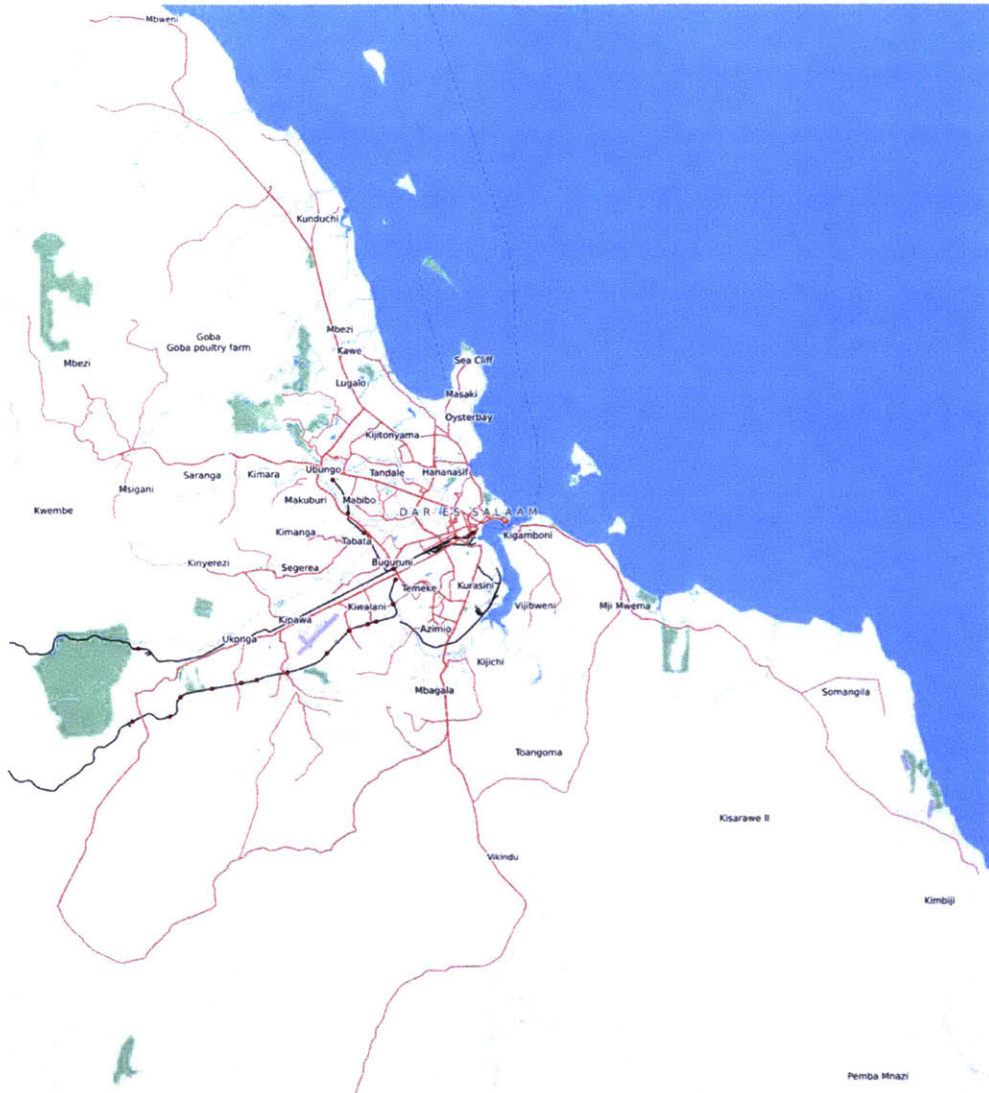 Mbweni
Kunduchi
Mbezi
Goba
Goba poultry farm
Kawe
Sea Cliff
Mbezi
Lugalo
Masaki
Oysterbay
Kijitonyama
Ubungo
Tandale
Hananasif
Saranga
Kimara
Msigani
Makuburi
Mabibo
Kwembe
DAR ES SALAAM
Kimanga
Tabata
Kigamboni
Kinyerezi
Segerea
Buguruni
Temeke
Kurasini
Kiwalani
Vijibweni
Mji Mwema
Kipawa
Azimio
Ukonga
Kijichi
Mbagala
Somangila
Toangoma
Kisarawe II
Vikindu
Kimbiji
Pemba Mnazi